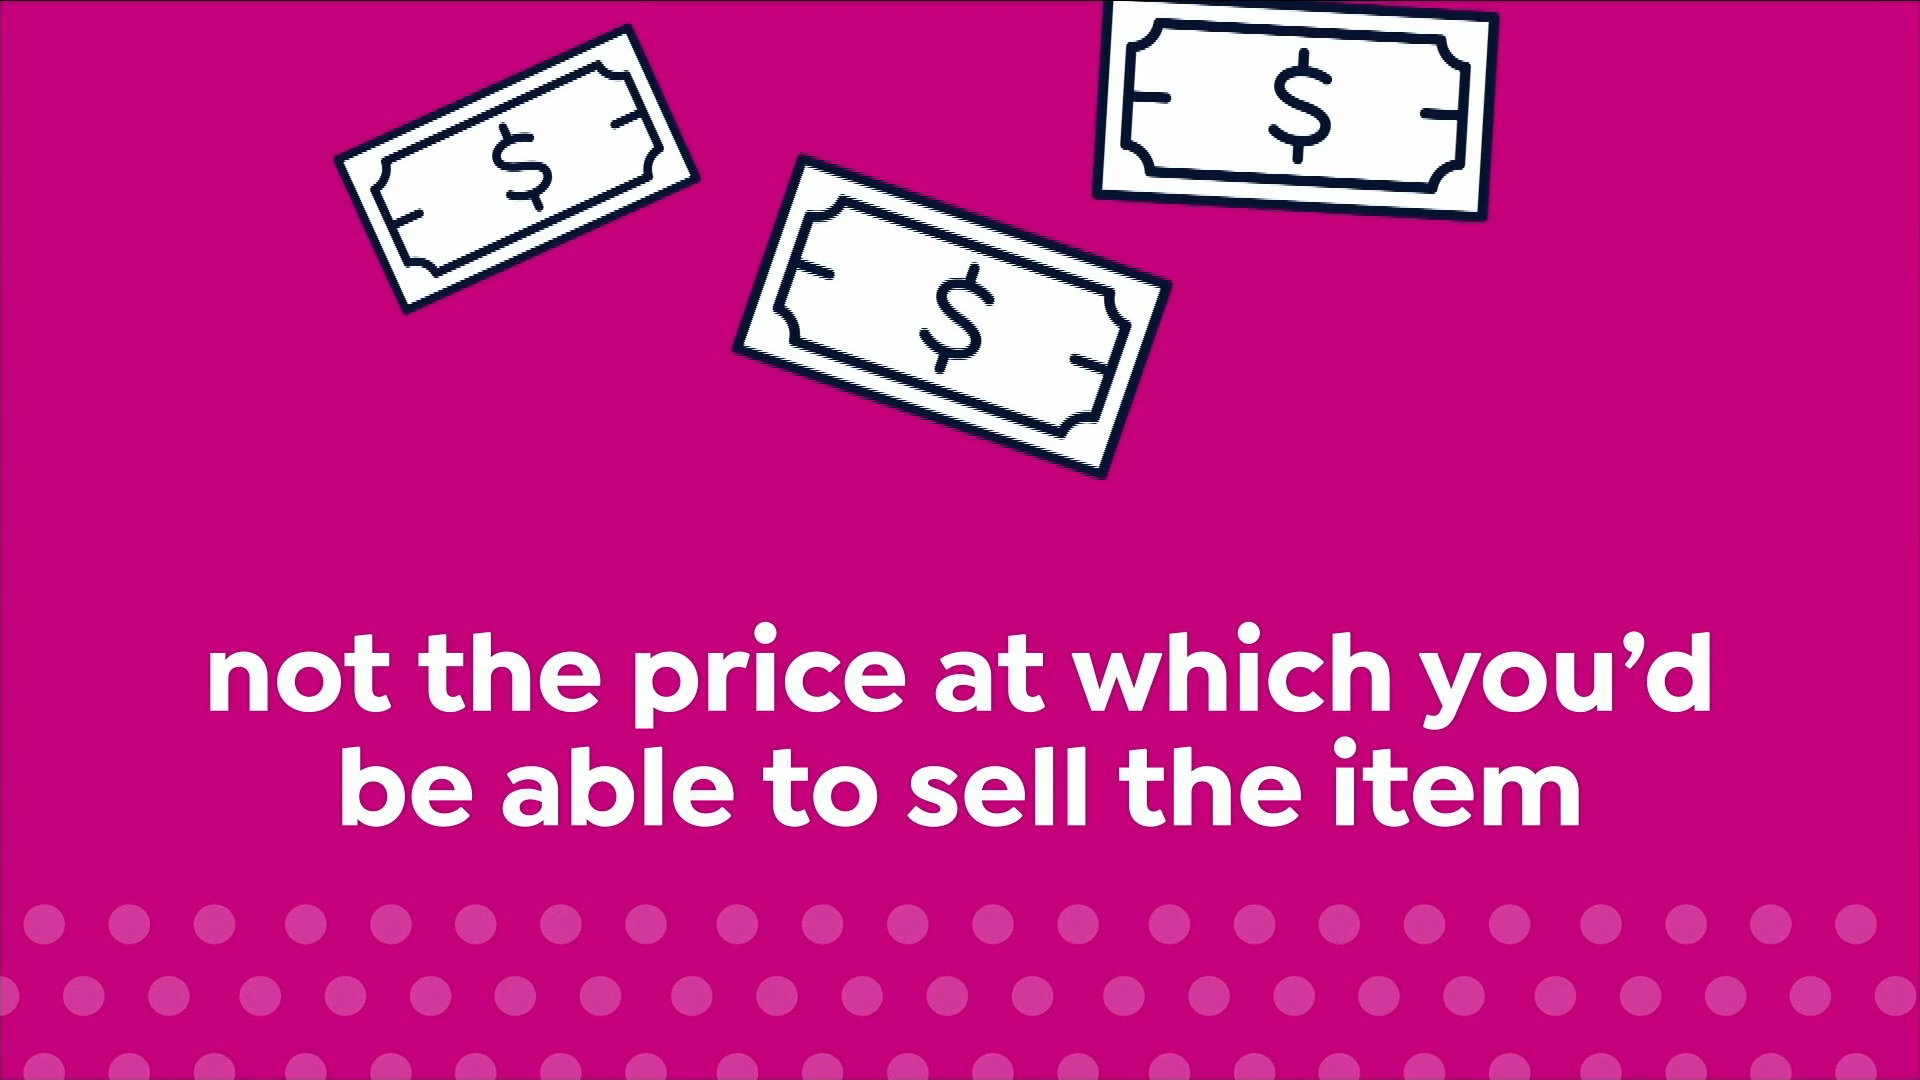 $
$
$
not the price at which you’d
be able to sell the item